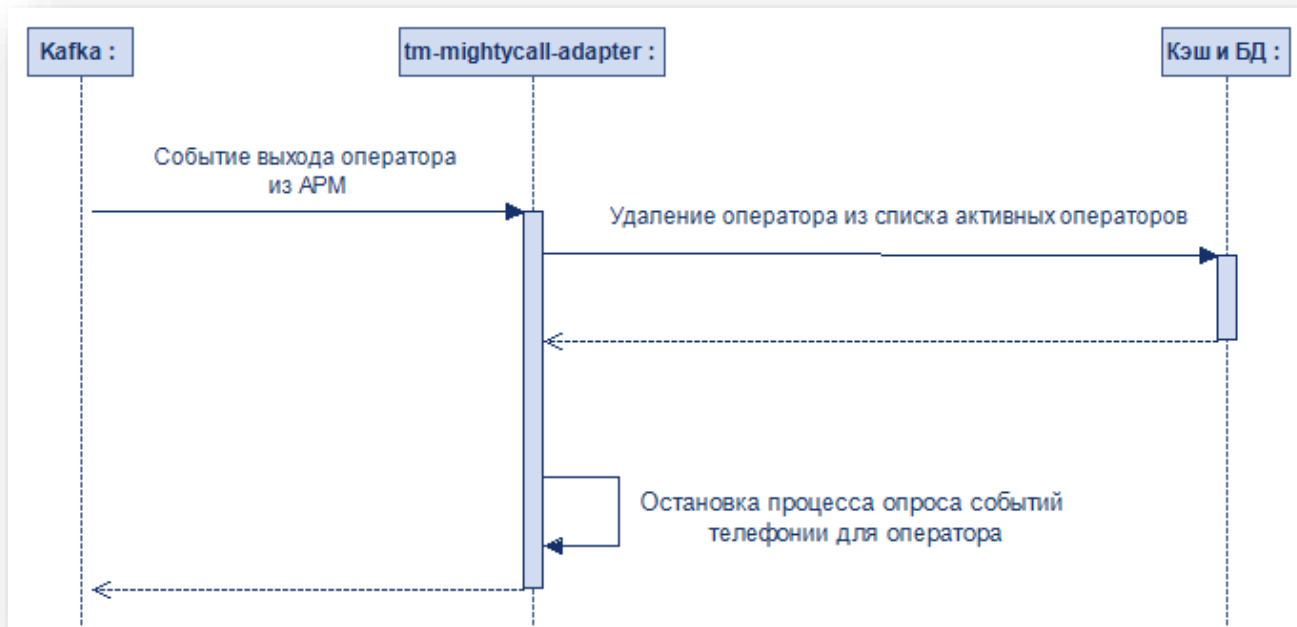 Kafka :
tm-mightycall-adapter :
Кэш и БД :
Событие выхода оператора
из АРМ
Удаление оператора из списка активных операторов
Остановка процесса опроса событий
телефонии для оператора